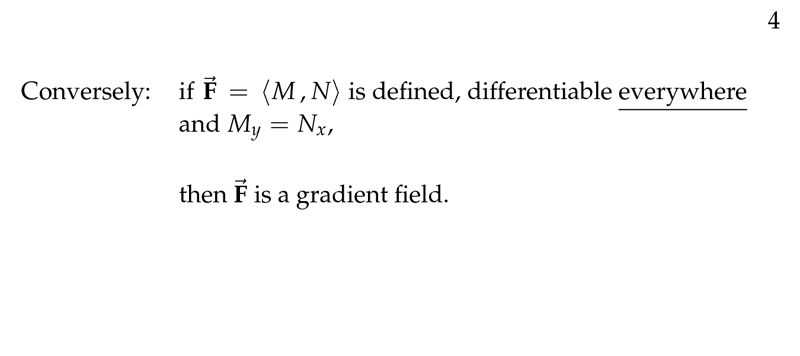 4
Conversely: if $\vec{\mathbf{F}} = \langle M, N \rangle$ is defined, differentiable everywhere
and $M_y = N_x$,
then $\vec{\mathbf{F}}$ is a gradient field.